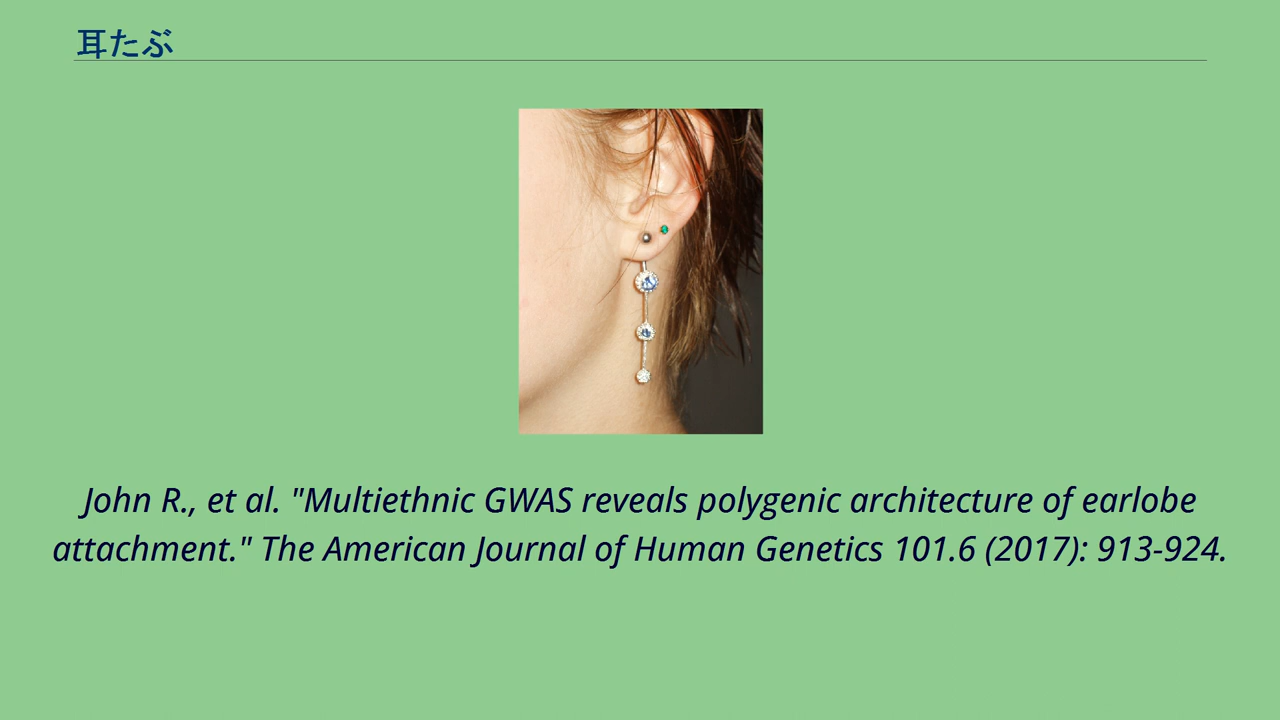 耳たぶ
John R., et al. "Multiethnic GWAS reveals polygenic architecture of earlobe
attachment." The American Journal of Human Genetics 101.6 (2017): 913-924.